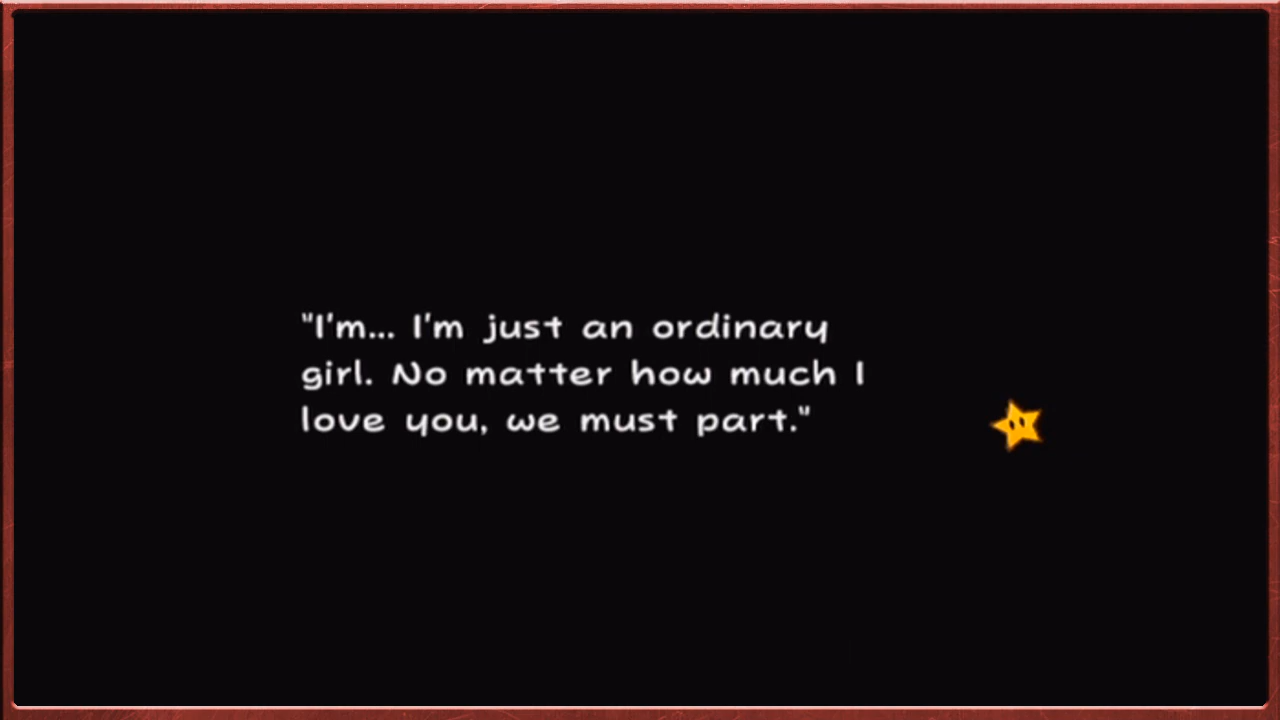 "I'm... I'm just an ordinary
girl. No matter how much I
love you, we must part."